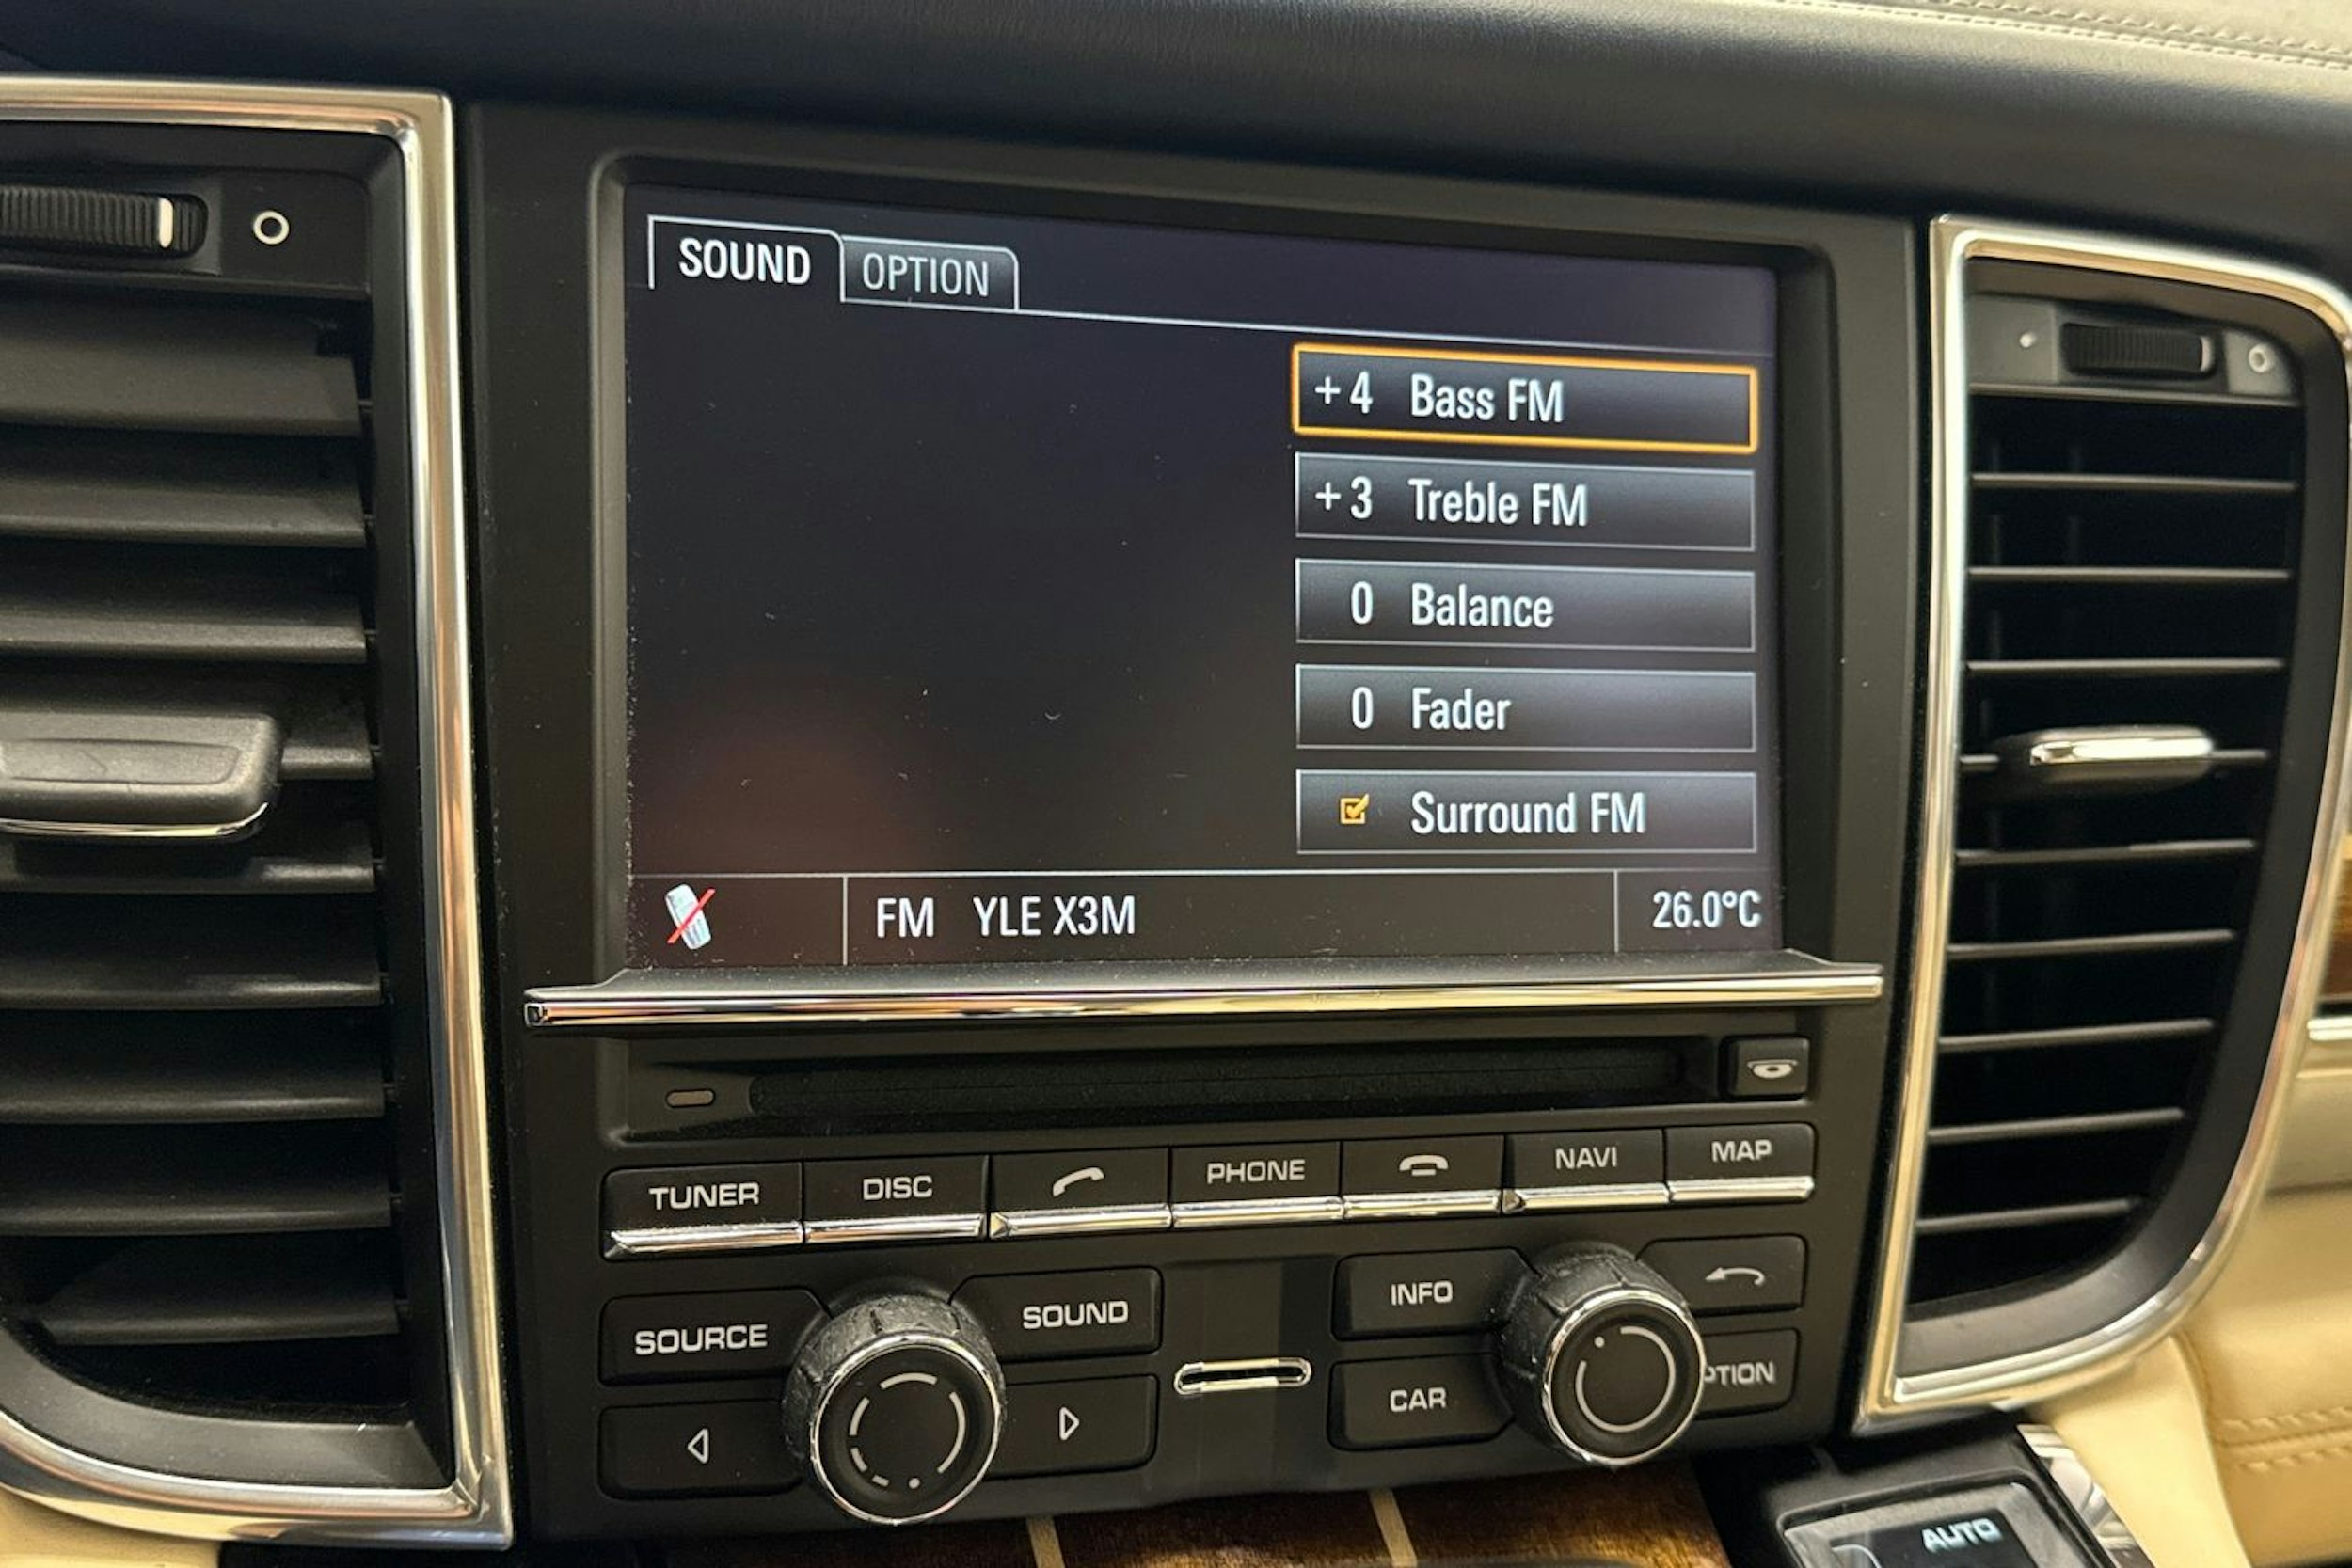 SOUND OPTION
+4 Bass FM
+3 Treble FM
0 Balance
0 Fader
Surround FM
FM YLE X3M 26.0°C
TUNER DISC PHONE NAVI MAP
SOURCE SOUND INFO
CAR PTION
AUTO